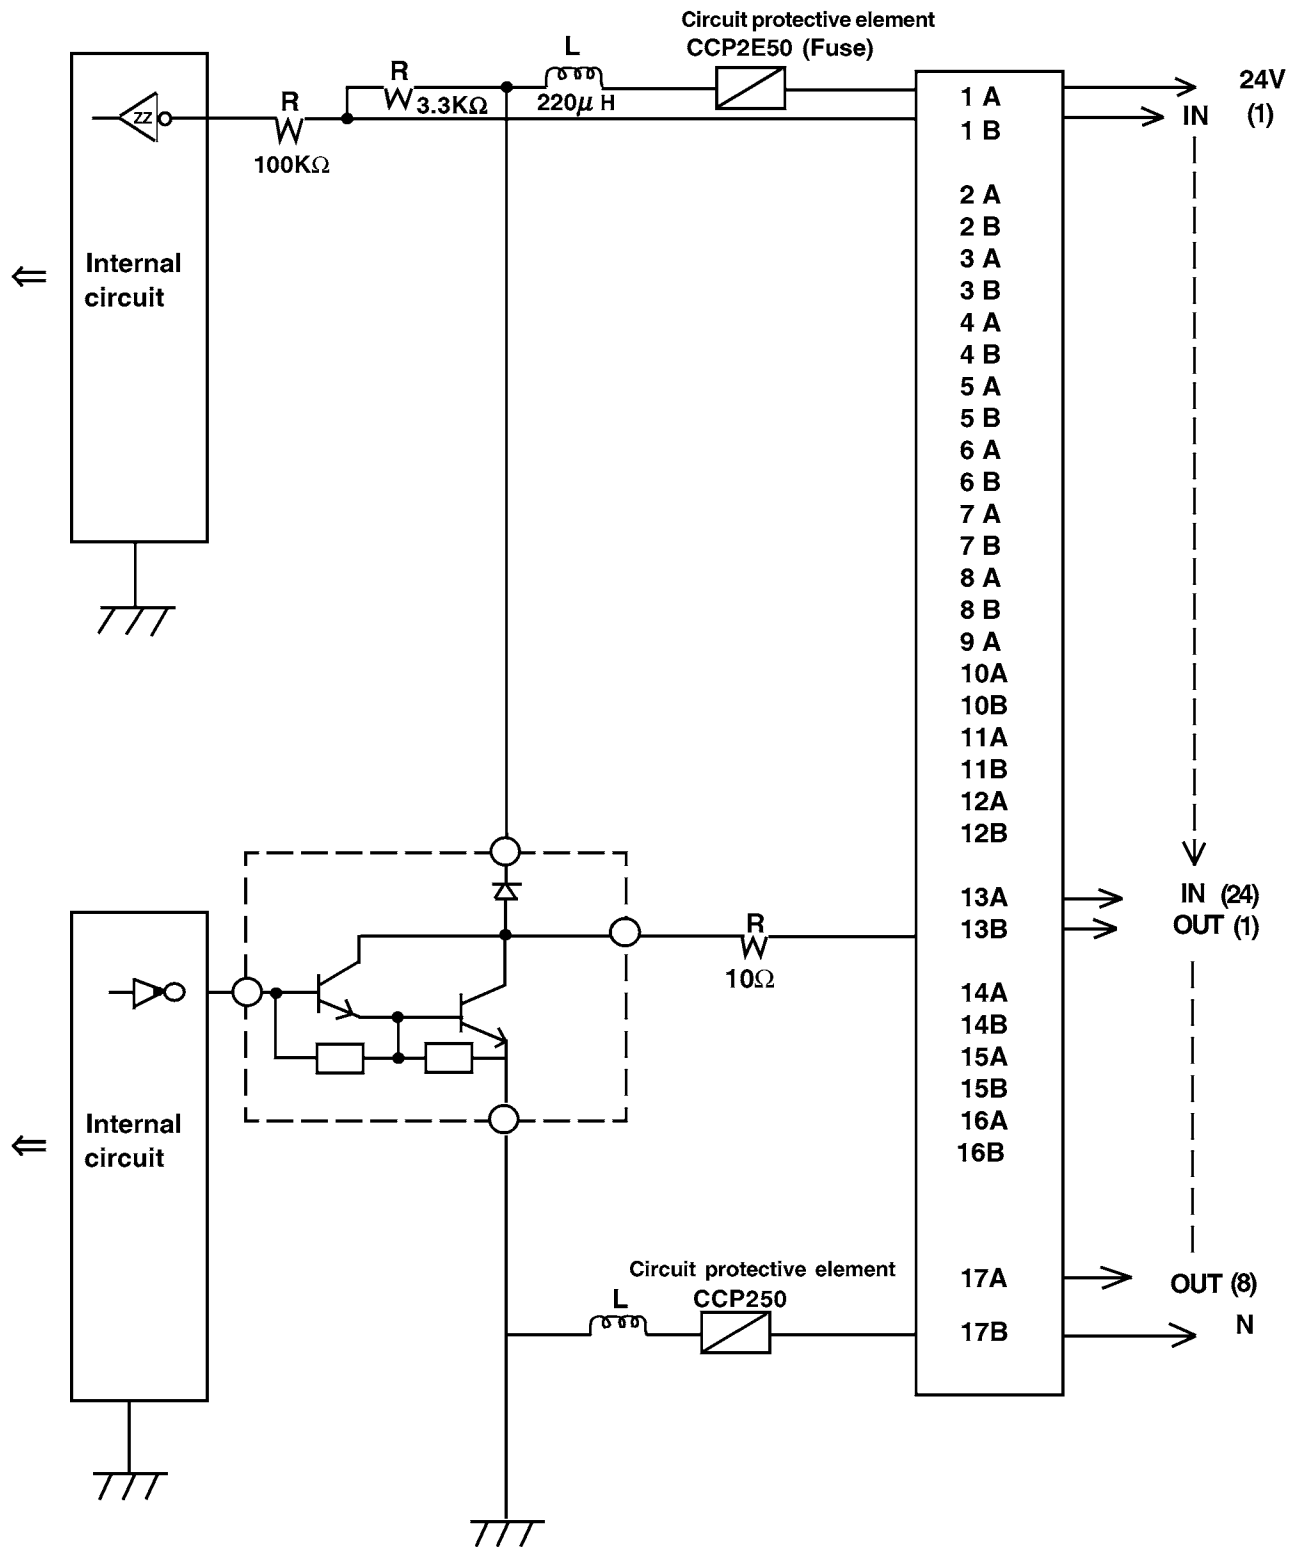 Circuit protective element
CCP2E50 (Fuse)
L
R
R
3.3KΩ
220μ H
100KΩ
ZZ
1 A
1 B
24V
(1)
IN
2 A
2 B
3 A
3 B
4 A
4 B
5 A
5 B
6 A
6 B
7 A
7 B
8 A
8 B
9 A
10A
10B
11A
11B
12A
12B
Internal
circuit
13A
13B
IN (24)
OUT (1)
R
10Ω
14A
14B
15A
15B
16A
16B
Internal
circuit
Circuit protective element
CCP250
L
17A
17B
OUT (8)
N